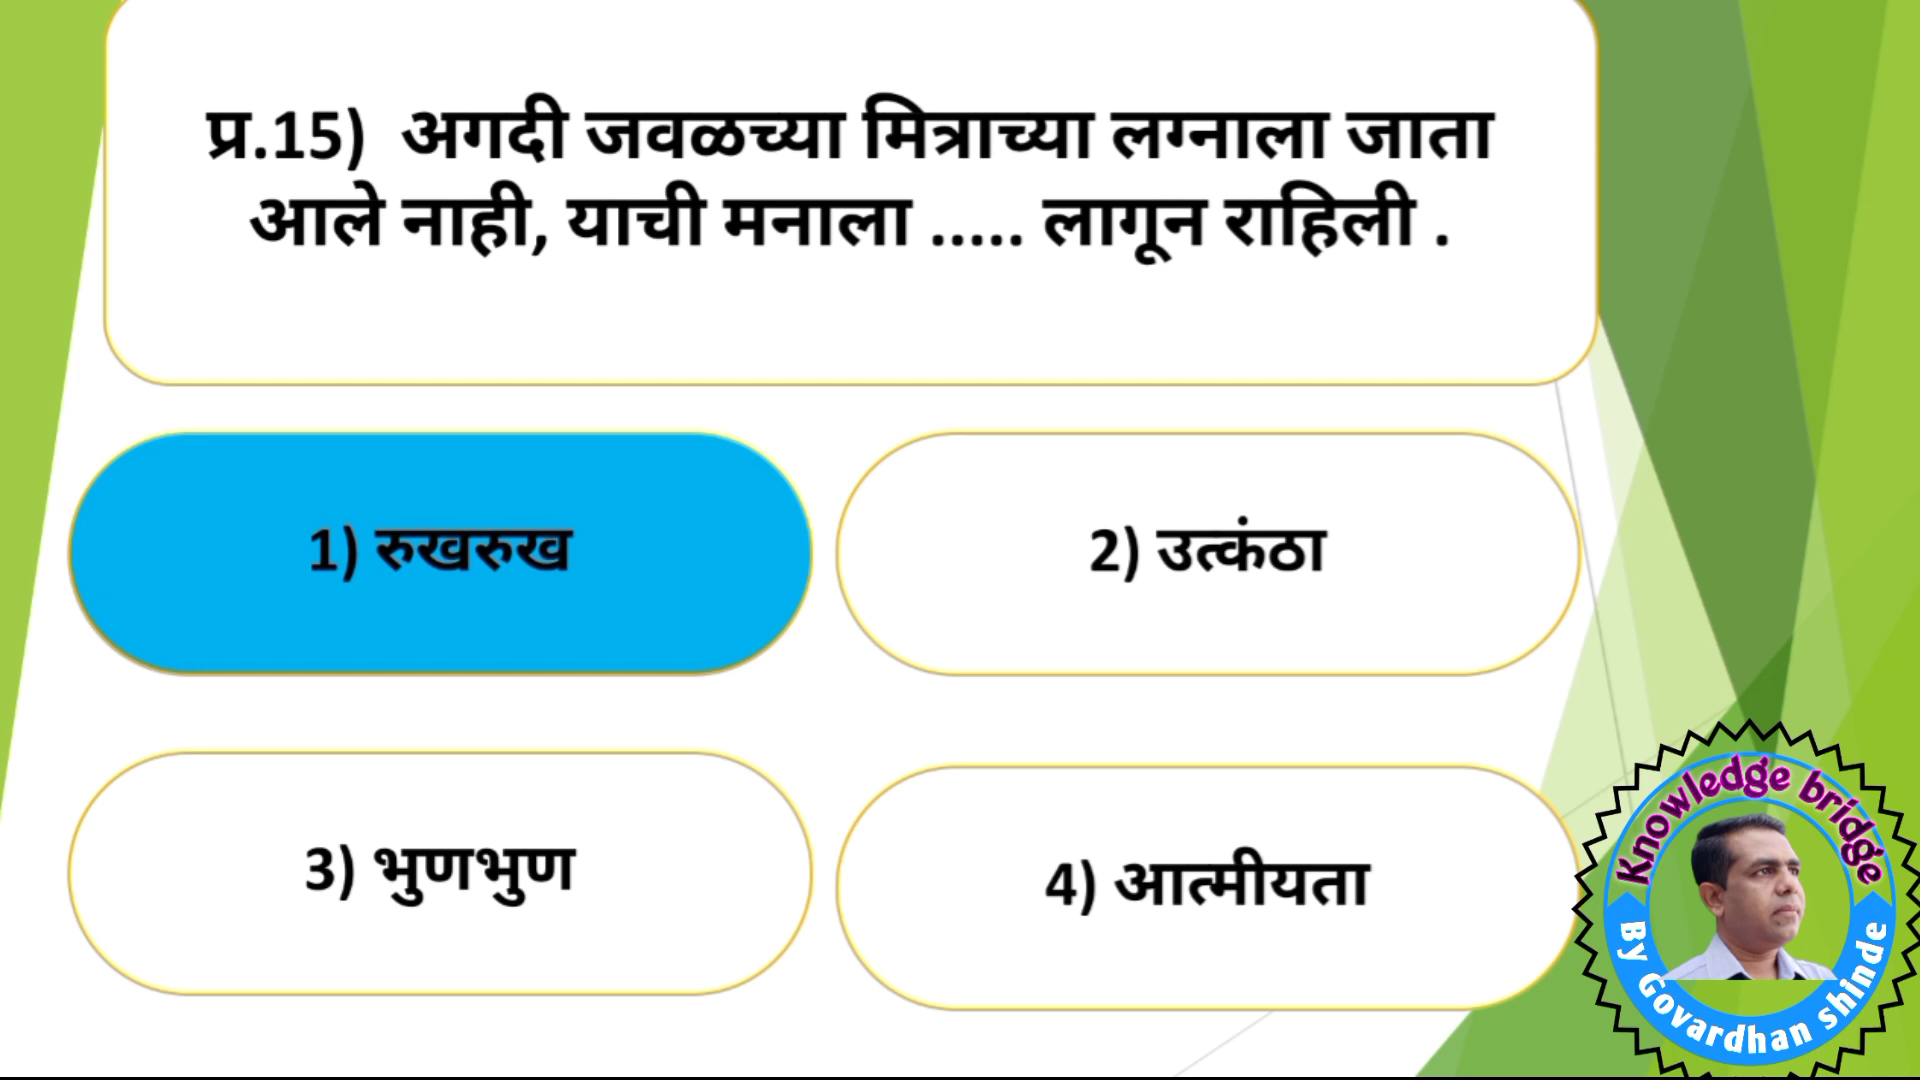 प्र.15) अगदी जवळच्या मित्राच्या लग्नाला जाता
आले नाही, याची मनाला ..... लागून राहिली .
1) रुखरुख
2) उत्कंठा
3) भुणभुण
4) आत्मीयता
Knowledge bridge
By Govardhan shinde